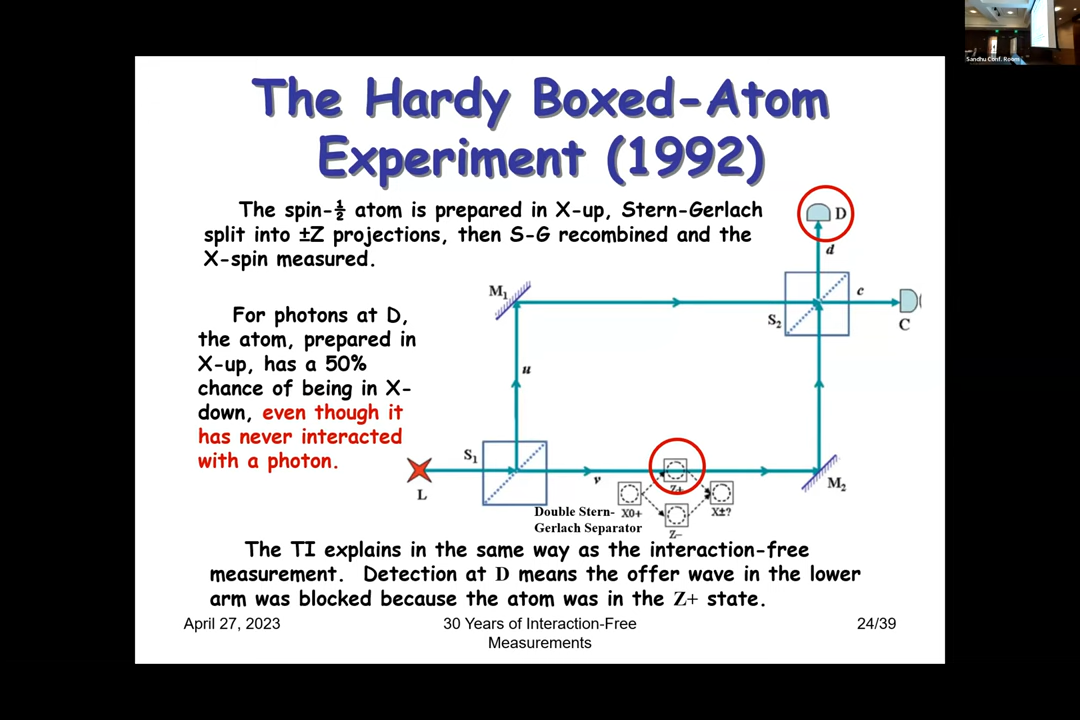 Sandhu Conf. Room
The Hardy Boxed-Atom
Experiment (1992)
The spin-½ atom is prepared in X-up, Stern-Gerlach
split into ±Z projections, then S-G recombined and the
X-spin measured.
D
d
M1
c
S2
C
For photons at D,
the atom, prepared in
X-up, has a 50%
chance of being in X-
down, even though it
has never interacted
with a photon.
u
S1
L
v
Z+
M2
Double Stern-
Gerlach Separator
X0+
X±?
Z-
The TI explains in the same way as the interaction-free
measurement. Detection at D means the offer wave in the lower
arm was blocked because the atom was in the Z+ state.
April 27, 2023
30 Years of Interaction-Free
Measurements
24/39